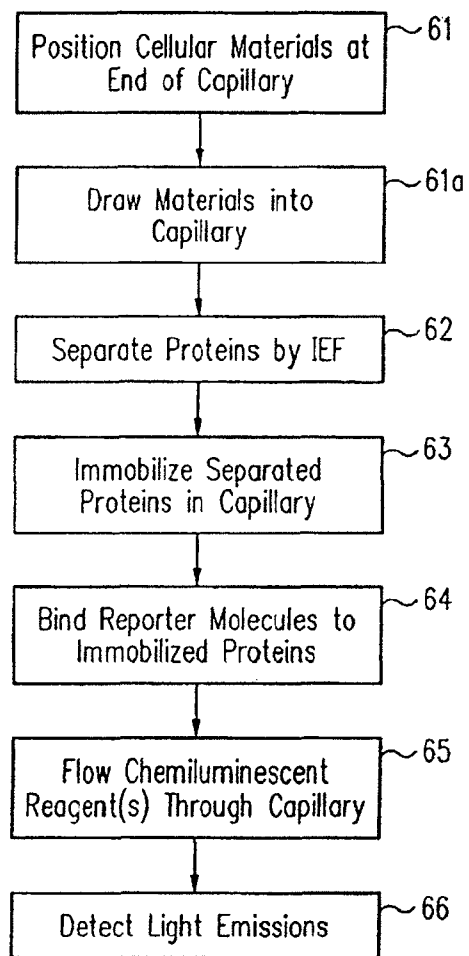 Position Cellular Materials at
End of Capillary
61
Draw Materials into
Capillary
61a
Separate Proteins by IEF
62
Immobilize Separated
Proteins in Capillary
63
Bind Reporter Molecules to
Immobilized Proteins
64
Flow Chemiluminescent
Reagent(s) Through Capillary
65
Detect Light Emissions
66